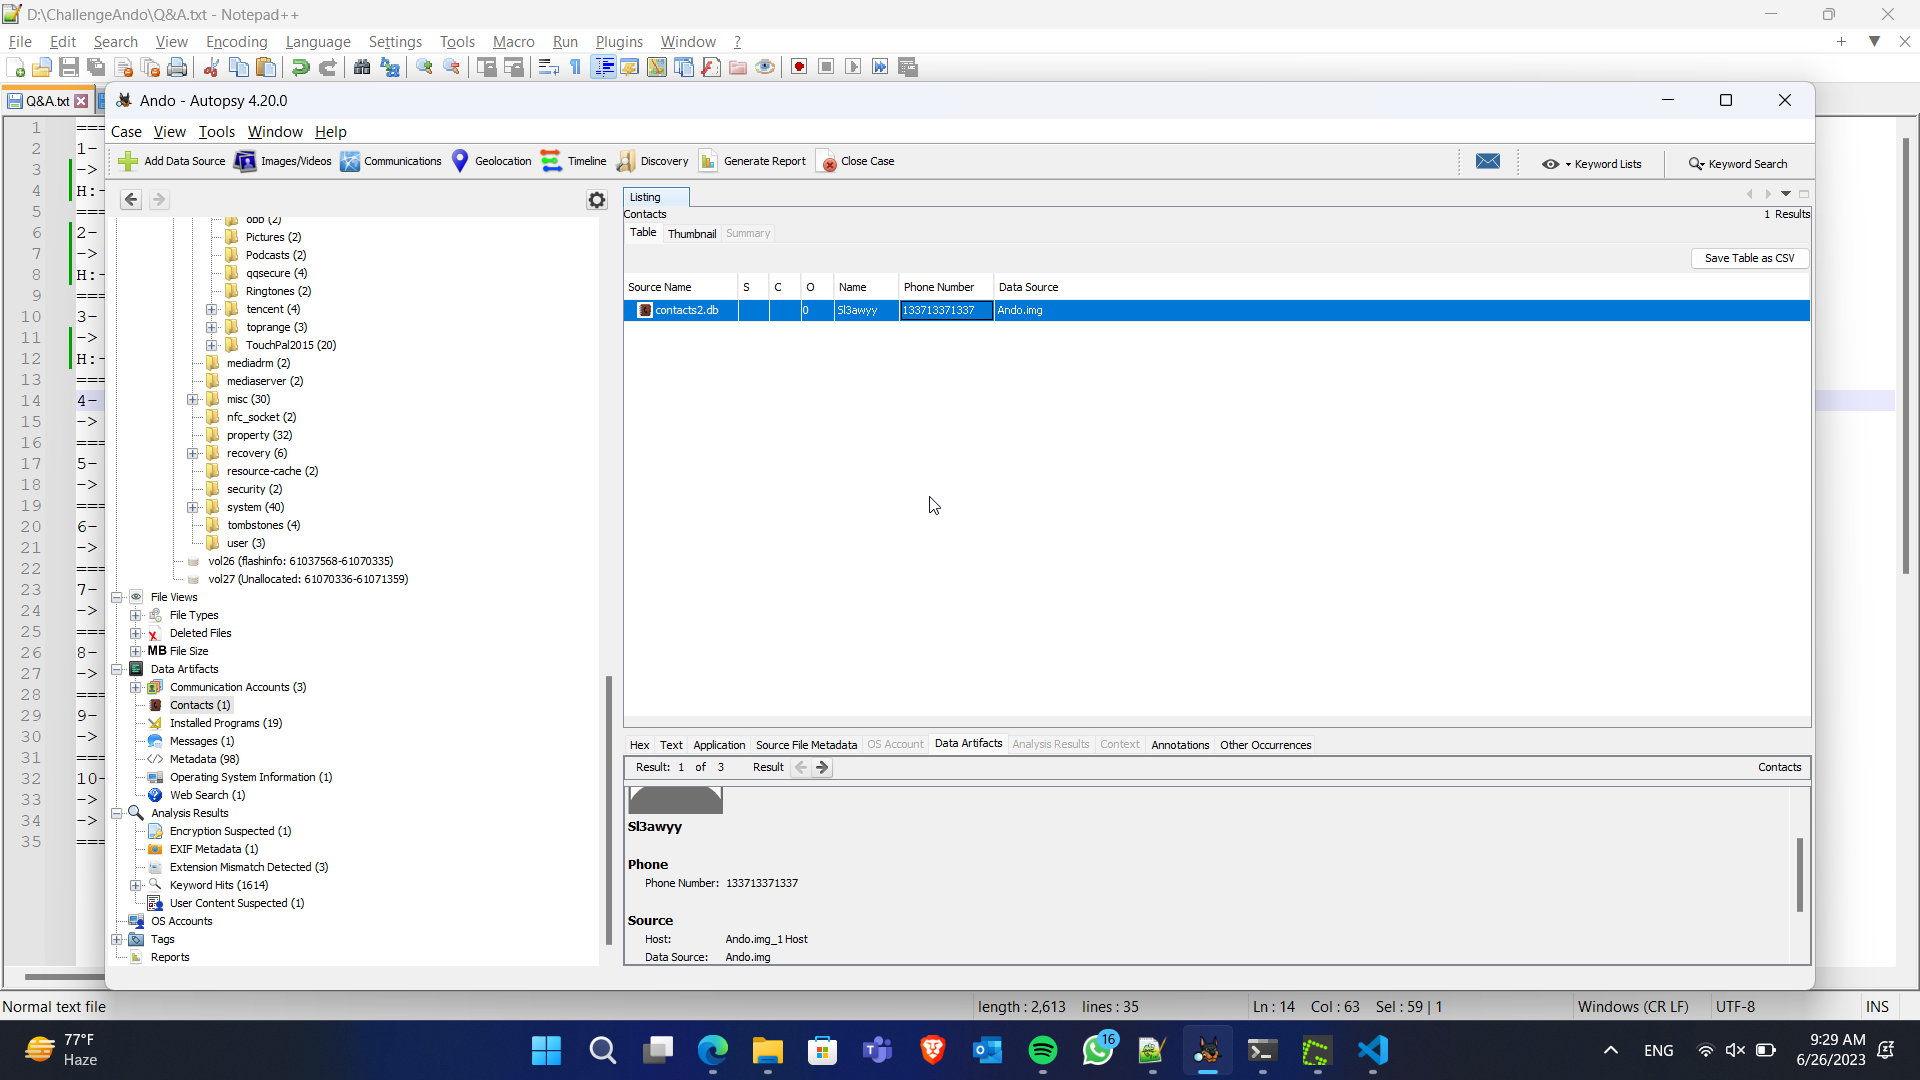 D:\ChallengeAndo\Q&A.txt - Notepad++
File Edit Search View Encoding Language Settings Tools Macro Run Plugins Window ?
Q&A.txt
Ando - Autopsy 4.20.0
Case View Tools Window Help
Add Data Source Images/Videos Communications Geolocation Timeline Discovery Generate Report Close Case Keyword Lists Keyword Search
obb (2)
Pictures (2)
Podcasts (2)
qqsecure (4)
Ringtones (2)
tencent (4)
toprange (3)
TouchPal2015 (20)
mediadrm (2)
mediaserver (2)
misc (30)
nfc_socket (2)
property (32)
recovery (6)
resource-cache (2)
security (2)
system (40)
tombstones (4)
user (3)
vol26 (flashinfo: 61037568-61070335)
vol27 (Unallocated: 61070336-61071359)
File Views
File Types
Deleted Files
MB File Size
Data Artifacts
Communication Accounts (3)
Contacts (1)
Installed Programs (19)
Messages (1)
Metadata (98)
Operating System Information (1)
Web Search (1)
Analysis Results
Encryption Suspected (1)
EXIF Metadata (1)
Extension Mismatch Detected (3)
Keyword Hits (1614)
User Content Suspected (1)
OS Accounts
Tags
Reports
Listing
Contacts
1 Results
Table Thumbnail Summary
Save Table as CSV
Source Name S C O Name Phone Number Data Source
contacts2.db 0 Sl3awyy 133713371337 Ando.img
Hex Text Application Source File Metadata OS Account Data Artifacts Analysis Results Context Annotations Other Occurrences
Result: 1 of 3 Result Contacts
Sl3awyy
Phone
Phone Number: 133713371337
Source
Host: Ando.img_1 Host
Data Source: Ando.img
1 ===
2 1-
3 ->
4 H:-
5 ===
6 2-
7 ->
8 H:-
9 ===
10 3-
11 ->
12 H:-
13 ===
14 4-
15 ->
16 ===
17 5-
18 ->
19 ===
20 6-
21 ->
22 ===
23 7-
24 ->
25 ===
26 8-
27 ->
28 ===
29 9-
30 ->
31 ===
32 10-
33 ->
34 ->
35 ===
Normal text file length : 2,613 lines : 35 Ln : 14 Col : 63 Sel : 59 | 1 Windows (CR LF) UTF-8 INS
77°F
Haze
16
ENG
9:29 AM
6/26/2023